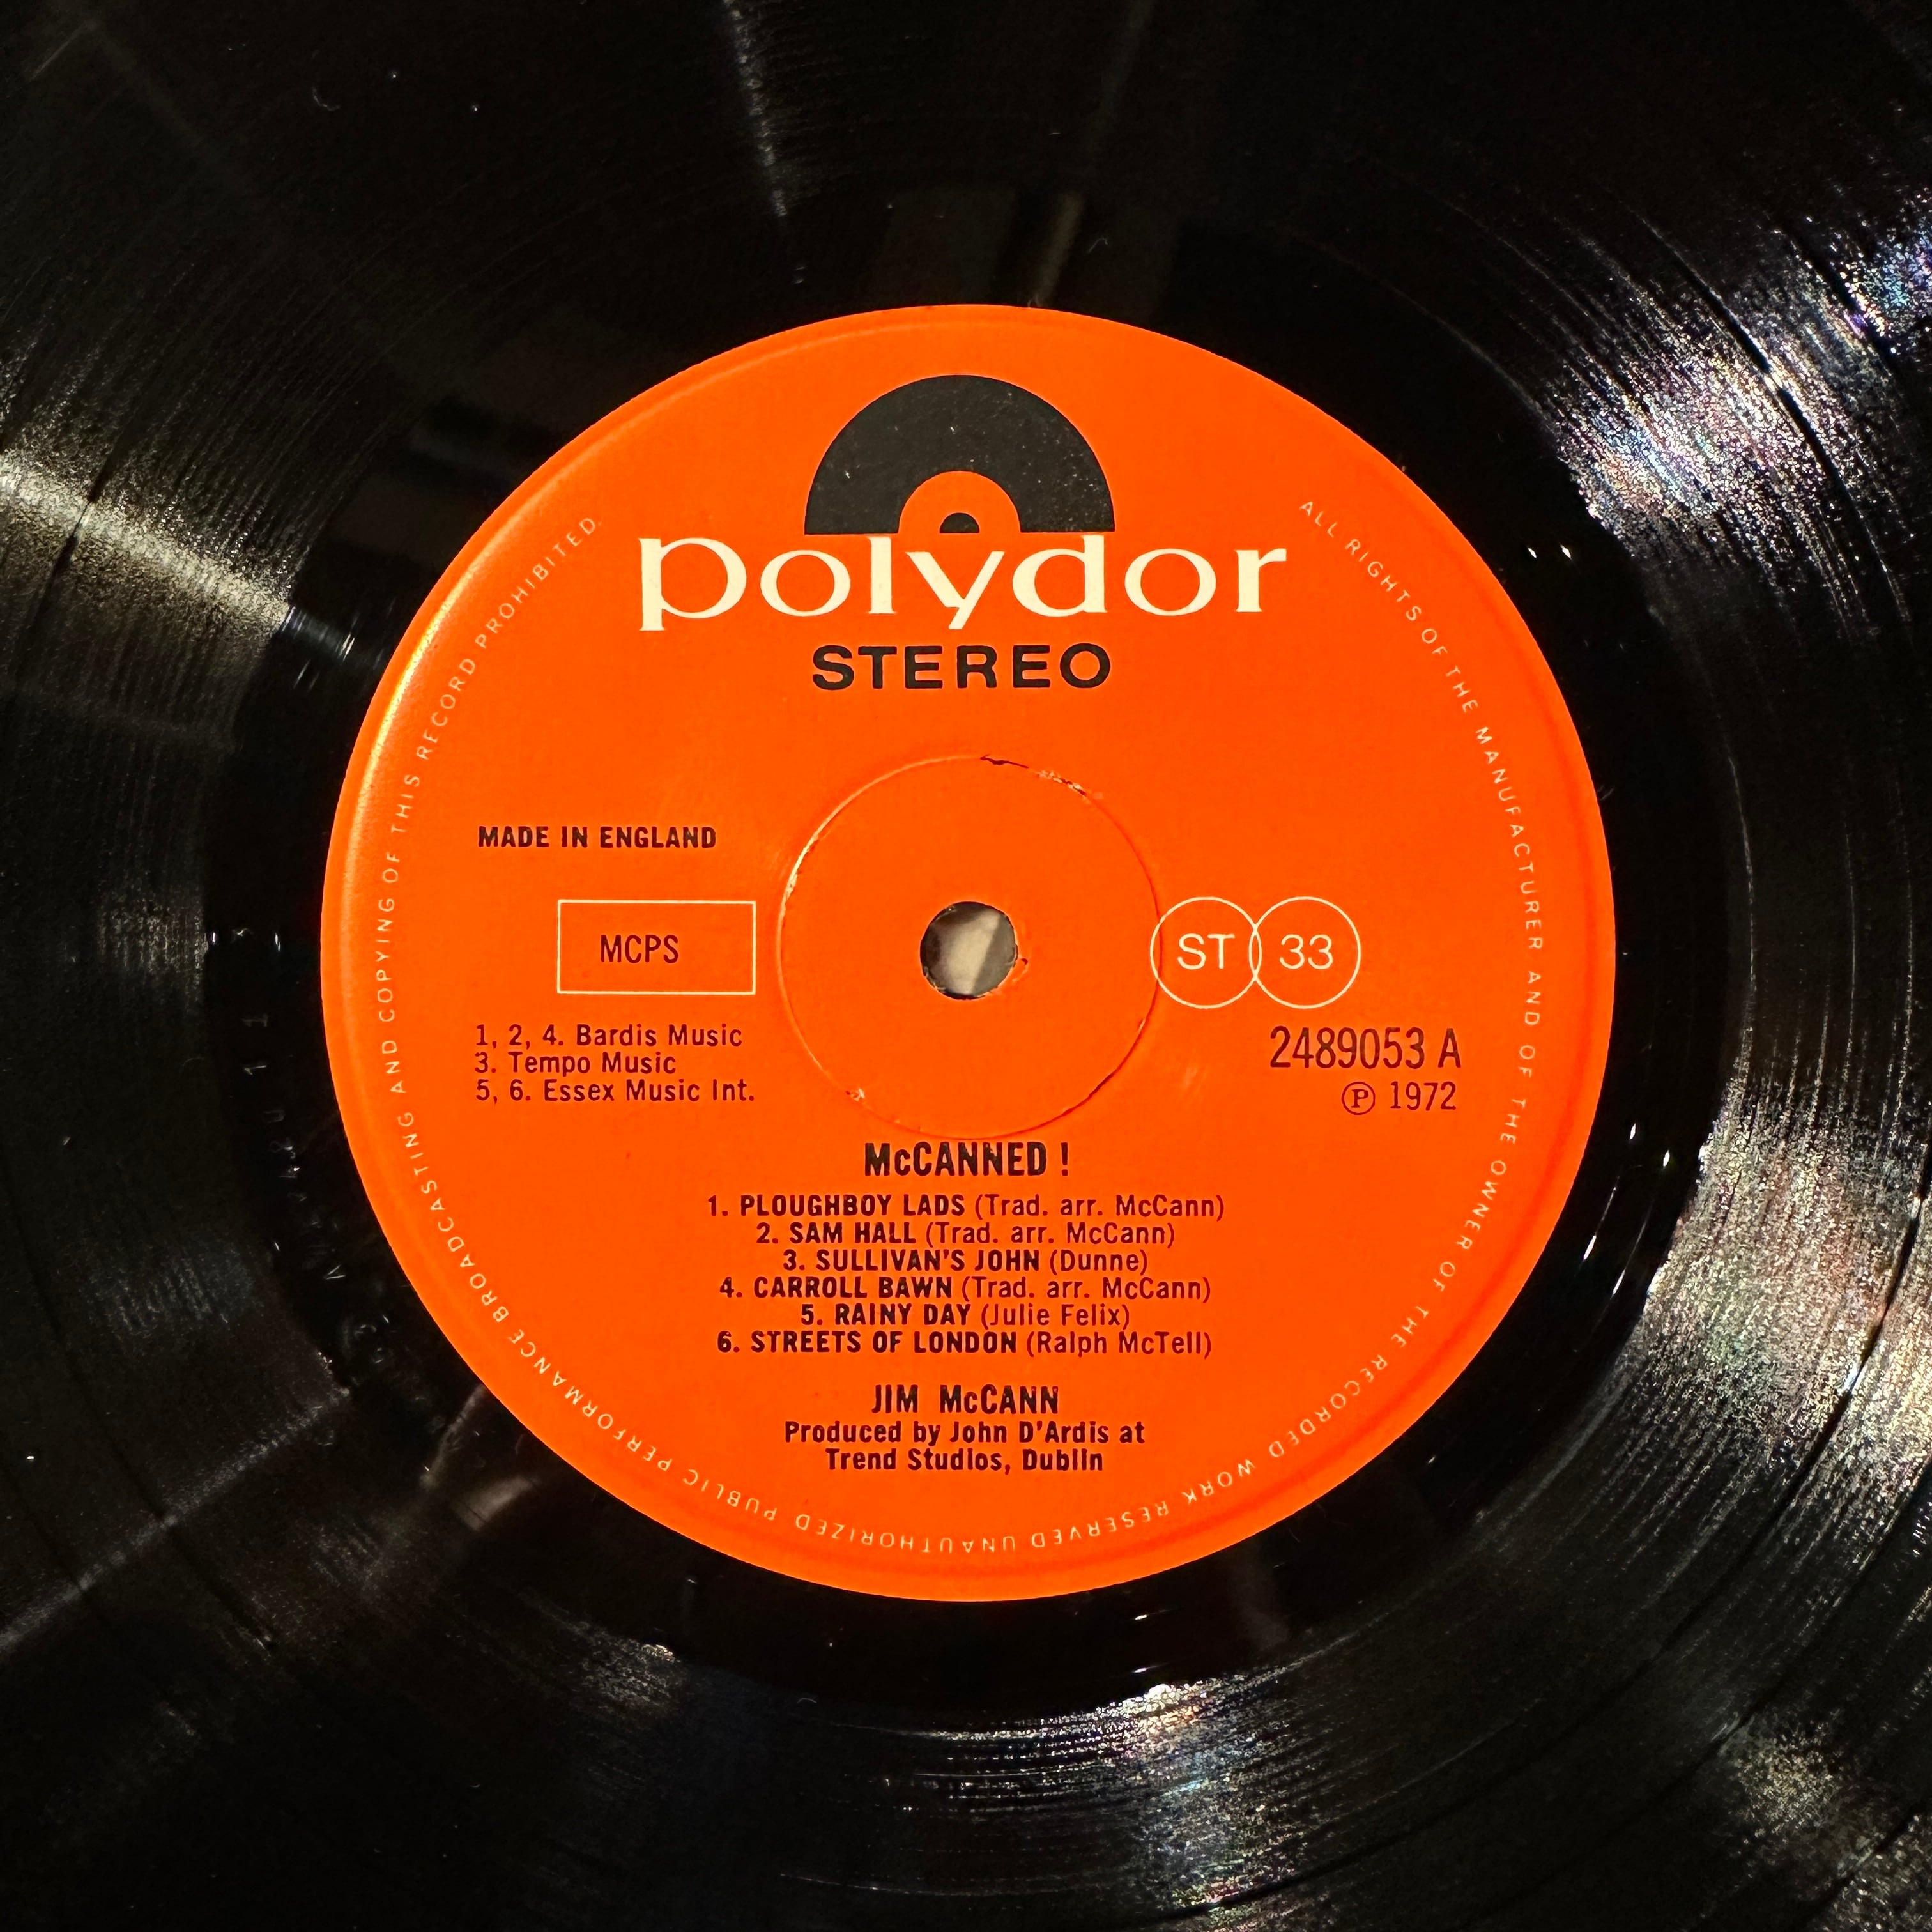 polydor
STEREO
ALL RIGHTS OF THE MANUFACTURER AND OF THE OWNER OF THE RECORDED WORK RESERVED UNAUTHORIZED PUBLIC PERFORMANCE BROADCASTING AND COPYING OF THIS RECORD PROHIBITED.
MADE IN ENGLAND
MCPS
ST 33
1, 2, 4. Bardis Music
3. Tempo Music
5, 6. Essex Music Int.
2489053 A
Ⓟ 1972
McCANNED !
1. PLOUGHBOY LADS (Trad. arr. McCann)
2. SAM HALL (Trad. arr. McCann)
3. SULLIVAN'S JOHN (Dunne)
4. CARROLL BAWN (Trad. arr. McCann)
5. RAINY DAY (Julie Felix)
6. STREETS OF LONDON (Ralph McTell)
JIM McCANN
Produced by John D'Ardis at
Trend Studios, Dublin